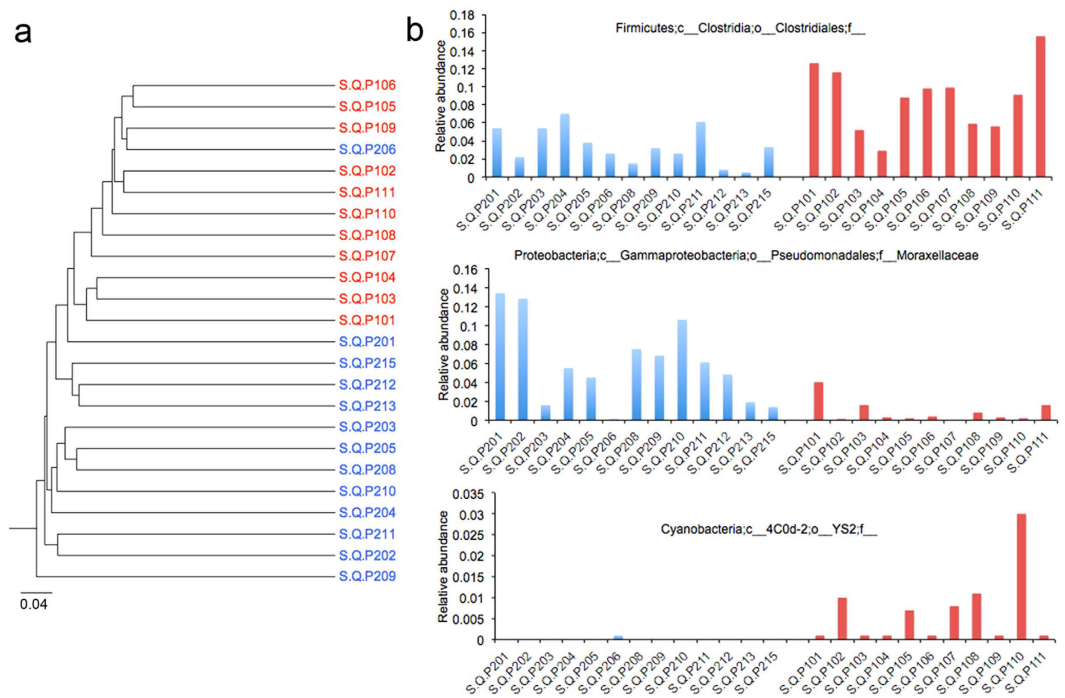 a
S.Q.P106
S.Q.P105
S.Q.P109
S.Q.P206
S.Q.P102
S.Q.P111
S.Q.P110
S.Q.P108
S.Q.P107
S.Q.P104
S.Q.P103
S.Q.P101
S.Q.P201
S.Q.P215
S.Q.P212
S.Q.P213
S.Q.P203
S.Q.P205
S.Q.P208
S.Q.P210
S.Q.P204
S.Q.P211
S.Q.P202
S.Q.P209
0.04
b
Firmicutes;c__Clostridia;o__Clostridiales;f__
Relative abundance
0.18
0.16
0.14
0.12
0.1
0.08
0.06
0.04
0.02
0
S.Q.P201
S.Q.P202
S.Q.P203
S.Q.P204
S.Q.P205
S.Q.P206
S.Q.P208
S.Q.P209
S.Q.P210
S.Q.P211
S.Q.P212
S.Q.P213
S.Q.P215
S.Q.P101
S.Q.P102
S.Q.P103
S.Q.P104
S.Q.P105
S.Q.P106
S.Q.P107
S.Q.P108
S.Q.P109
S.Q.P110
S.Q.P111
Proteobacteria;c__Gammaproteobacteria;o__Pseudomonadales;f__Moraxellaceae
Relative abundance
0.16
0.14
0.12
0.1
0.08
0.06
0.04
0.02
0
S.Q.P201
S.Q.P202
S.Q.P203
S.Q.P204
S.Q.P205
S.Q.P206
S.Q.P208
S.Q.P209
S.Q.P210
S.Q.P211
S.Q.P212
S.Q.P213
S.Q.P215
S.Q.P101
S.Q.P102
S.Q.P103
S.Q.P104
S.Q.P105
S.Q.P106
S.Q.P107
S.Q.P108
S.Q.P109
S.Q.P110
S.Q.P111
Cyanobacteria;c__4C0d-2;o__YS2;f__
Relative abundance
0.035
0.03
0.025
0.02
0.015
0.01
0.005
0
S.Q.P201
S.Q.P202
S.Q.P203
S.Q.P204
S.Q.P205
S.Q.P206
S.Q.P208
S.Q.P209
S.Q.P210
S.Q.P211
S.Q.P212
S.Q.P213
S.Q.P215
S.Q.P101
S.Q.P102
S.Q.P103
S.Q.P104
S.Q.P105
S.Q.P106
S.Q.P107
S.Q.P108
S.Q.P109
S.Q.P110
S.Q.P111